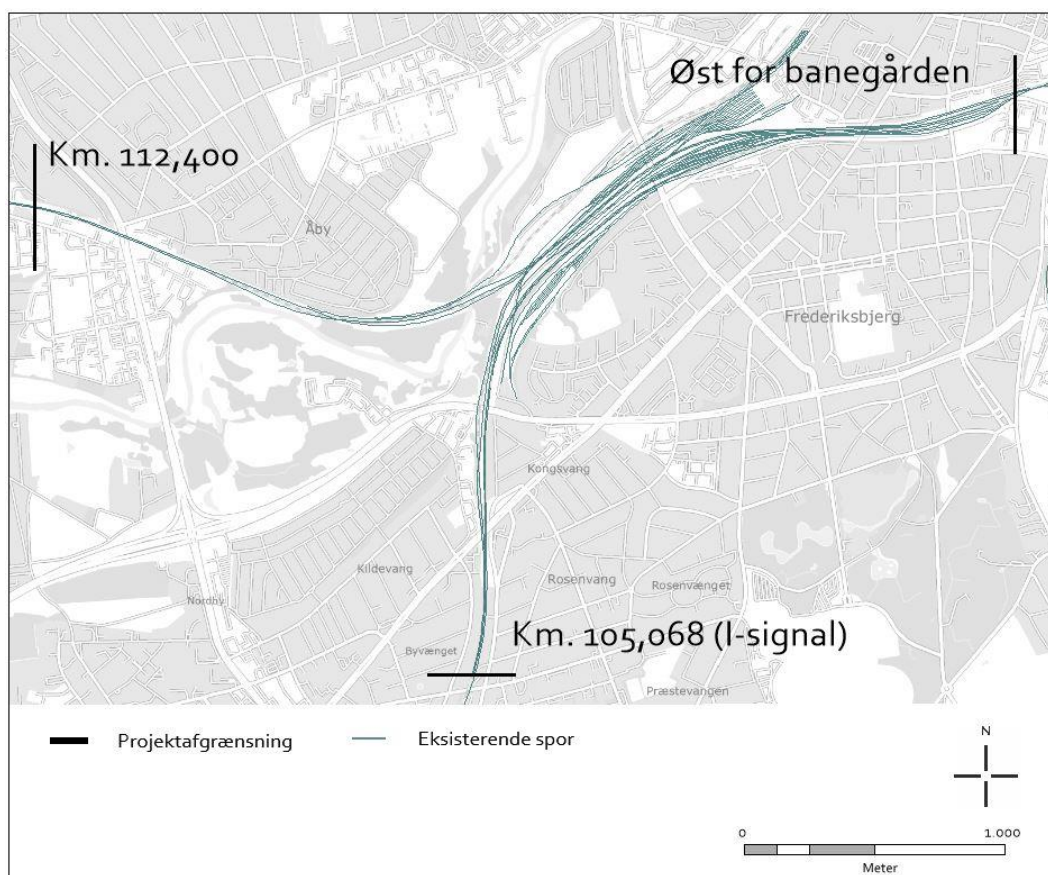 Øst for banegården
Km. 112,400
Åby
Frederiksbjerg
Kongsvang
Kildevang
Rosenvang
Rosenvænget
Nordby
Km. 105,068 (I-signal)
Byvænget
Præstevangen
Projektafgrænsning
Eksisterende spor
N
0
1.000
Meter